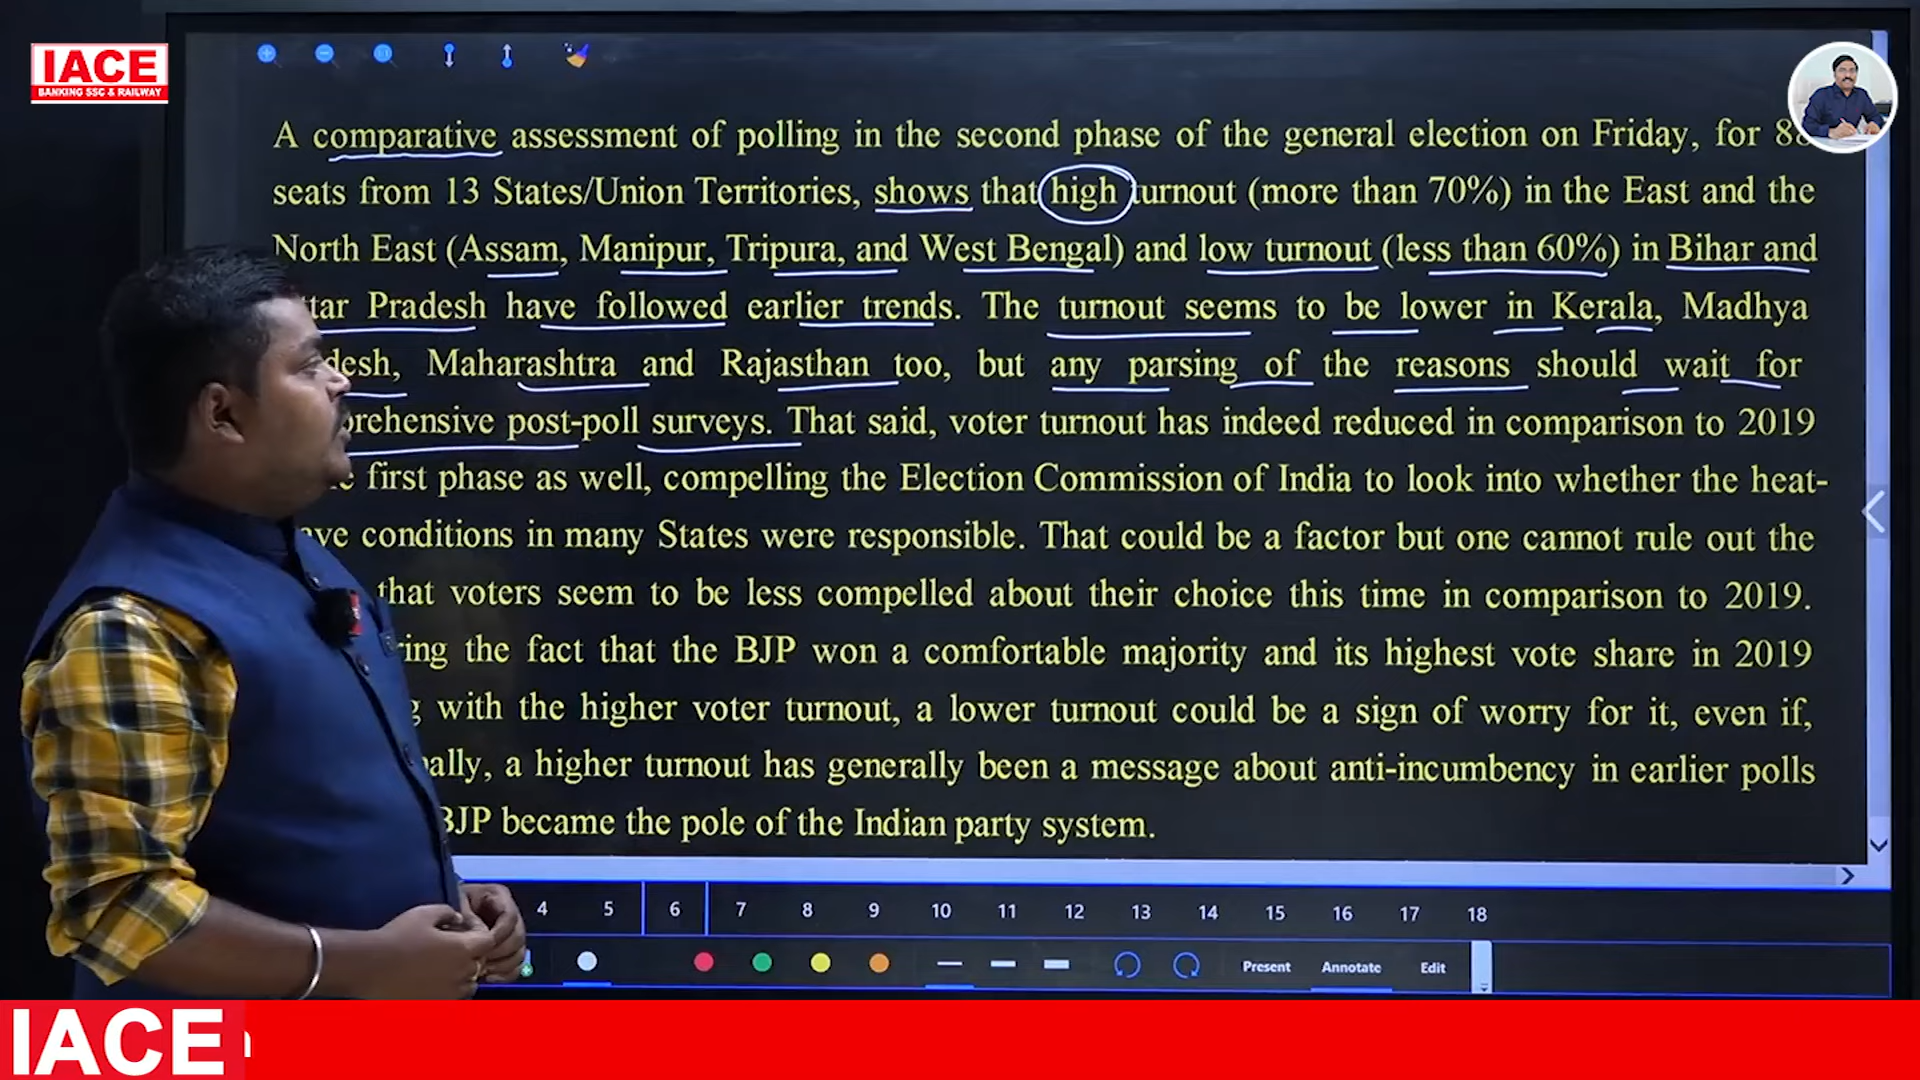 IACE
BANKING SSC & RAILWAY
A comparative assessment of polling in the second phase of the general election on Friday, for
seats from 13 States/Union Territories, shows that high turnout (more than 70%) in the East and the
North East (Assam, Manipur, Tripura, and West Bengal) and low turnout (less than 60%) in Bihar and
Pradesh have followed earlier trends. The turnout seems to be lower in Kerala, Madhya
Maharashtra and Rajasthan too, but any parsing of the reasons should wait for
post-poll surveys. That said, voter turnout has indeed reduced in comparison to 2019
first phase as well, compelling the Election Commission of India to look into whether the heat-
conditions in many States were responsible. That could be a factor but one cannot rule out the
that voters seem to be less compelled about their choice this time in comparison to 2019.
the fact that the BJP won a comfortable majority and its highest vote share in 2019
with the higher voter turnout, a lower turnout could be a sign of worry for it, even if,
a higher turnout has generally been a message about anti-incumbency in earlier polls
BJP became the pole of the Indian party system.
4 5 6 7 8 9 10 11 12 13 14 15 16 17 18
Present Annotate Edit
IACE